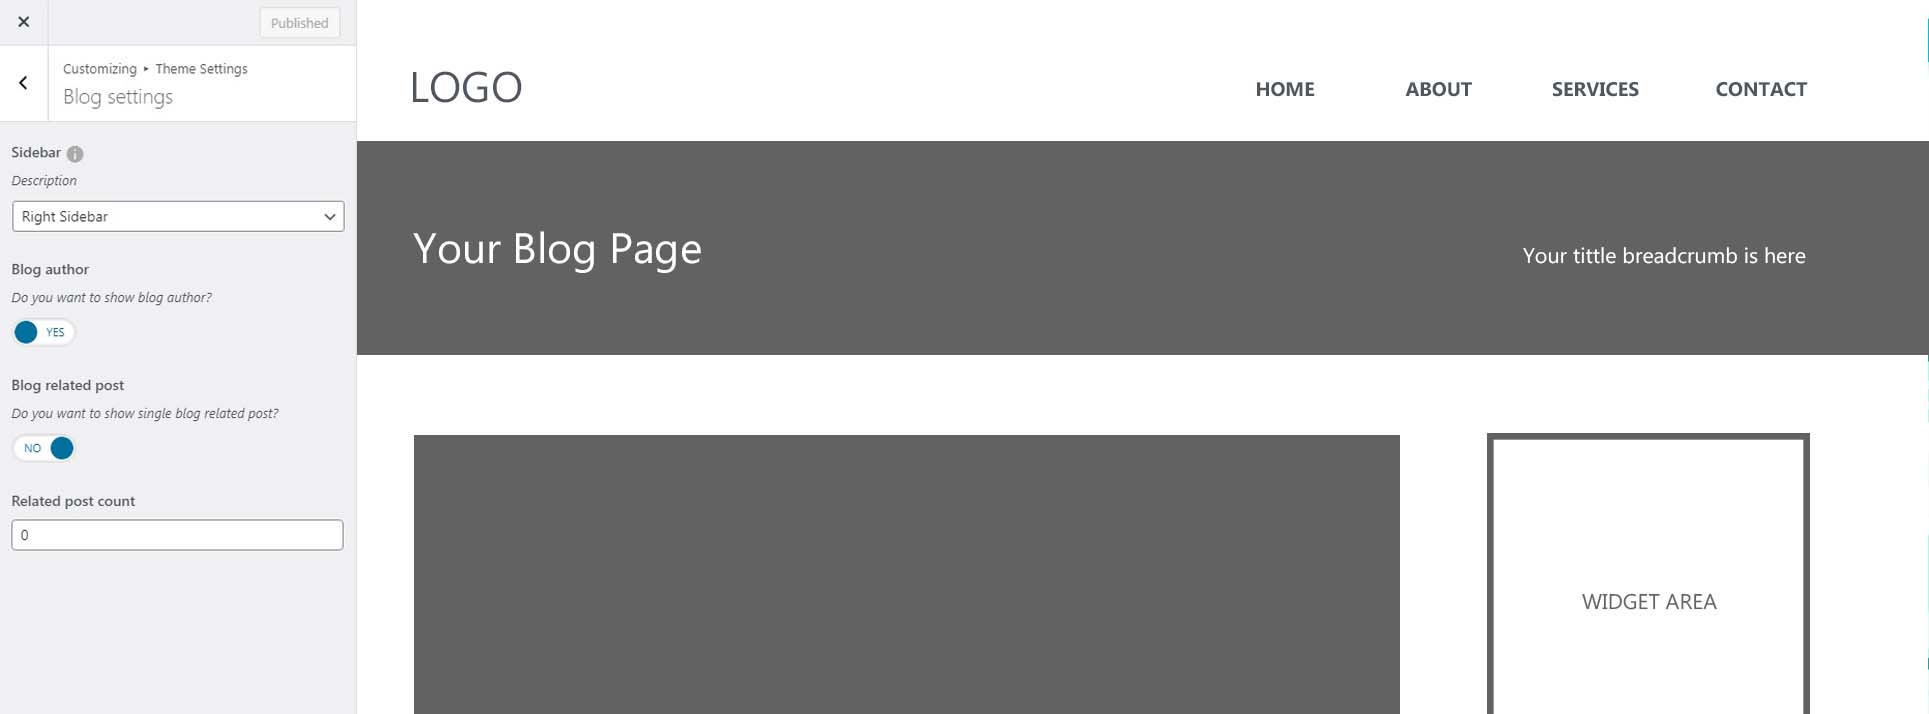 Published
Customizing ▸ Theme Settings
Blog settings
Sidebar
Description
Right Sidebar
Blog author
Do you want to show blog author?
YES
Blog related post
Do you want to show single blog related post?
NO
Related post count
0
LOGO
HOME ABOUT SERVICES CONTACT
Your Blog Page
Your tittle breadcrumb is here
WIDGET AREA